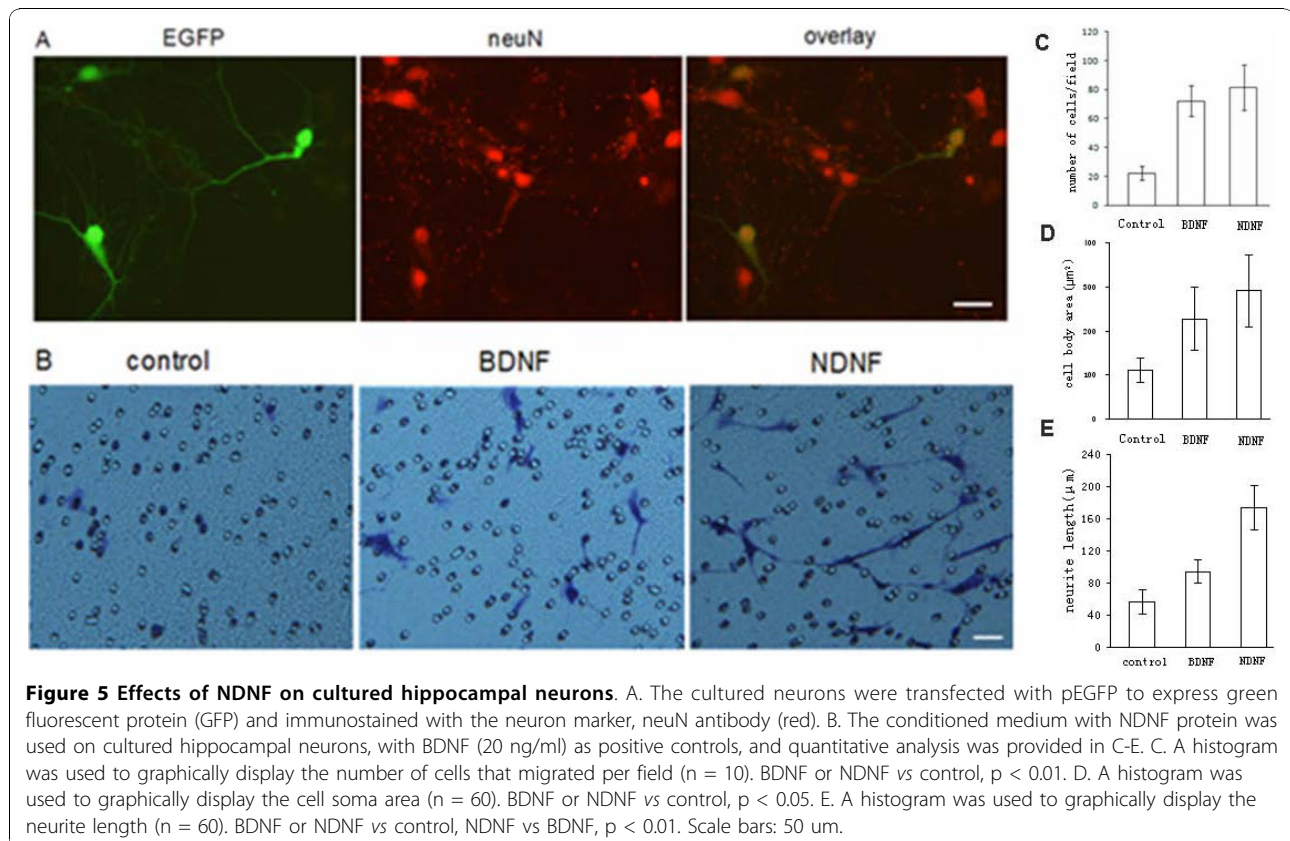 A
EGFP
neuN
overlay
B
control
BDNF
NDNF
C
number of cells/field
120
100
80
60
40
20
0
Control
BDNF
NDNF
D
cell body area (μm²)
500
200
100
0
Control
BDNF
NDNF
E
neurite length(μm)
240
200
160
120
80
40
0
control
BDNF
NDNF
Figure 5 Effects of NDNF on cultured hippocampal neurons. A. The cultured neurons were transfected with pEGFP to express green
fluorescent protein (GFP) and immunostained with the neuron marker, neuN antibody (red). B. The conditioned medium with NDNF protein was
used on cultured hippocampal neurons, with BDNF (20 ng/ml) as positive controls, and quantitative analysis was provided in C-E. C. A histogram
was used to graphically display the number of cells that migrated per field (n = 10). BDNF or NDNF vs control, p < 0.01. D. A histogram was
used to graphically display the cell soma area (n = 60). BDNF or NDNF vs control, p < 0.05. E. A histogram was used to graphically display the
neurite length (n = 60). BDNF or NDNF vs control, NDNF vs BDNF, p < 0.01. Scale bars: 50 um.